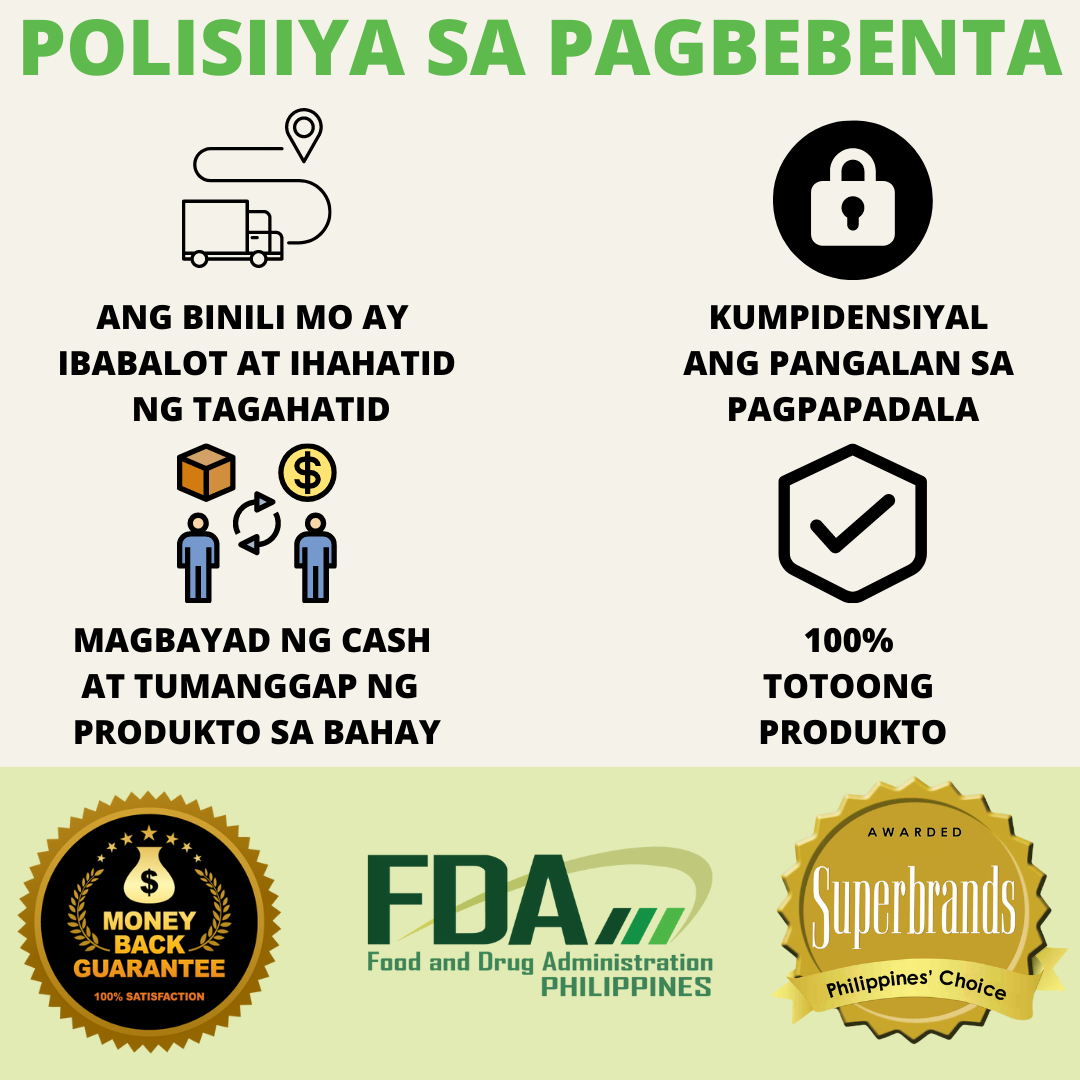 POLISIIYA SA PAGBEBENTA
ANG BINILI MO AY
IBABALOT AT IHAHATID
NG TAGAHATID
KUMPIDENSIYAL
ANG PANGALAN SA
PAGPAPADALA
$
MAGBAYAD NG CASH
AT TUMANGGAP NG
PRODUKTO SA BAHAY
100%
TOTOONG
PRODUKTO
$
MONEY
BACK
GUARANTEE
100% SATISFACTION
FDA
Food and Drug Administration
PHILIPPINES
AWARDED
Superbrands
Philippines' Choice